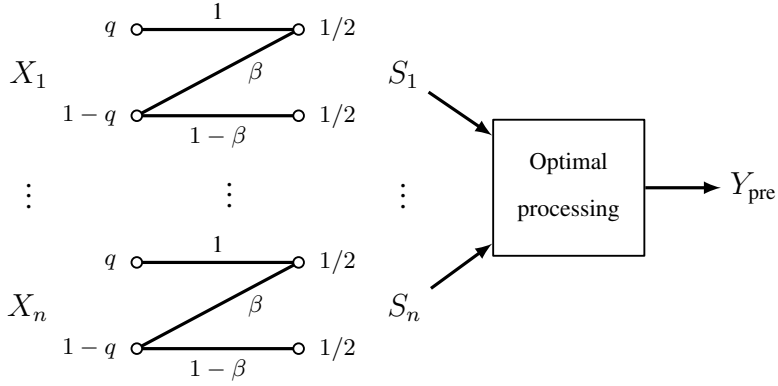 q 1 1/2
X_1 β S_1
1 − q 1 − β 1/2
Optimal
processing
Y_pre
⋮ ⋮ ⋮
q 1 1/2
X_n β S_n
1 − q 1 − β 1/2